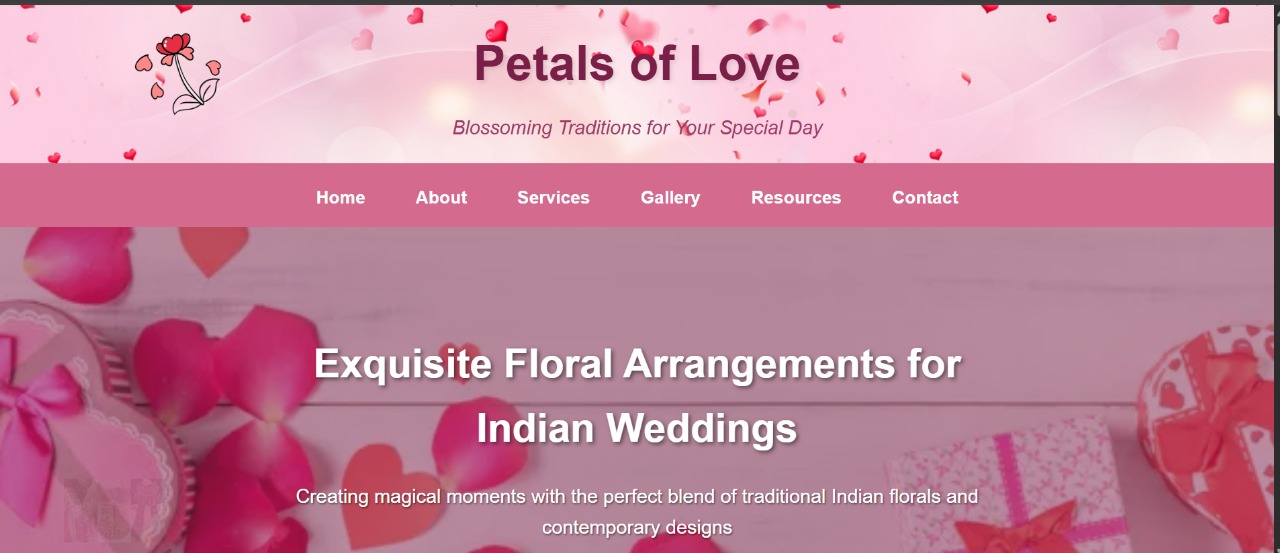 Petals of Love
Blossoming Traditions for Your Special Day
Home About Services Gallery Resources Contact
Exquisite Floral Arrangements for
Indian Weddings
Creating magical moments with the perfect blend of traditional Indian florals and
contemporary designs